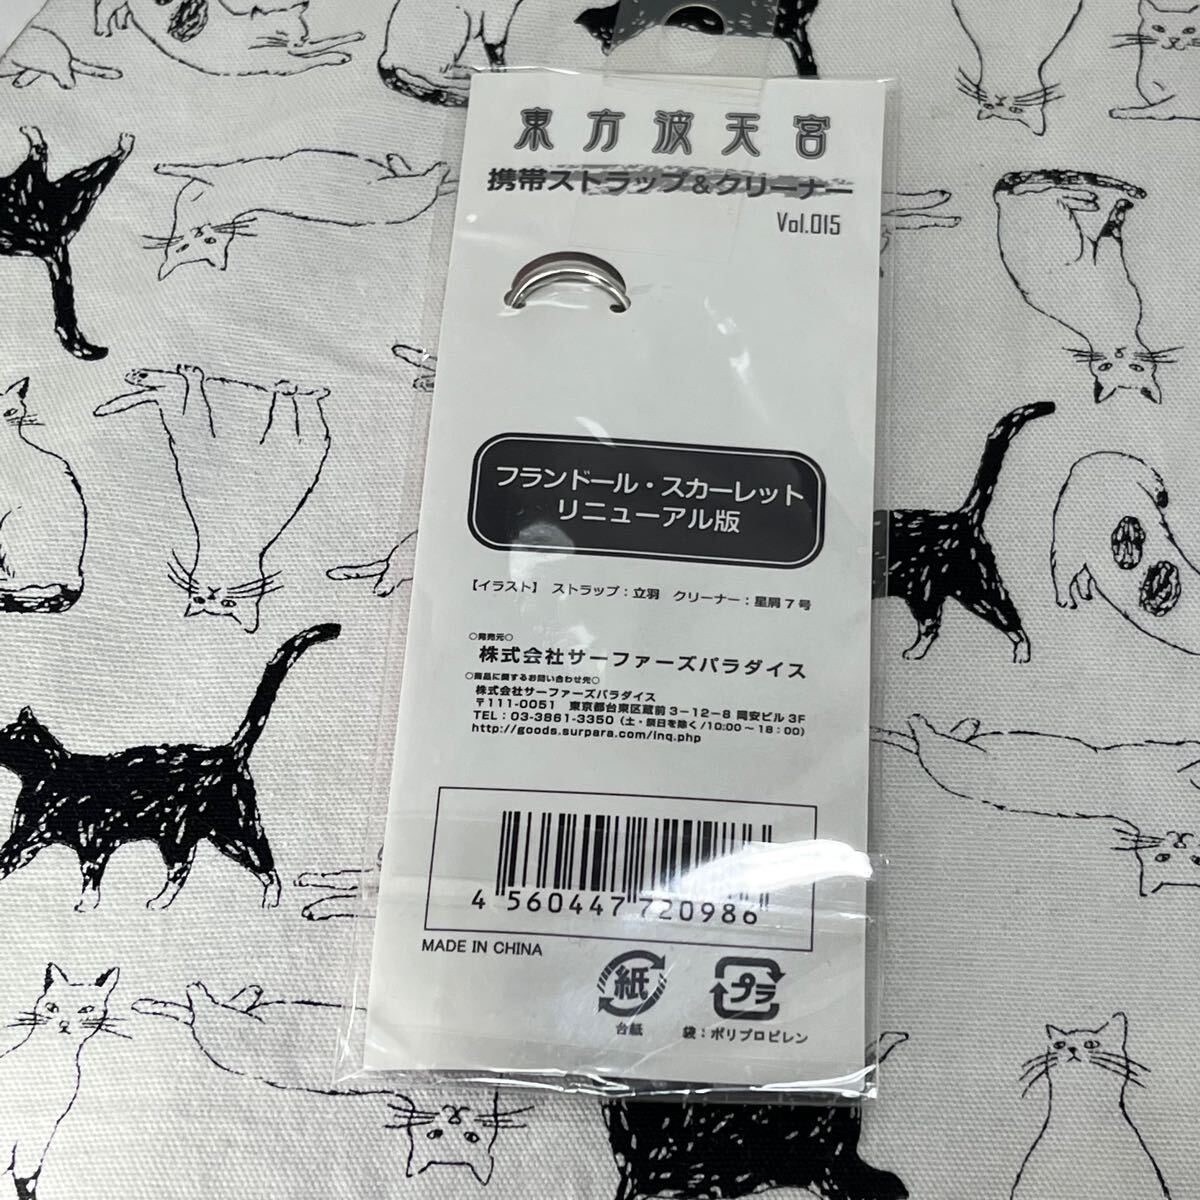 東方波天宮
携帯ストラップ&クリーナー
Vol.015
フランドール・スカーレット
リニューアル版
【イラスト】 ストラップ：立羽 クリーナー：星屑7号
○発売元○
株式会社サーファーズパラダイス
○商品に関するお問い合わせ先○
株式会社サーファーズパラダイス
〒111-0051 東京都台東区蔵前3-12-8 岡安ビル3F
TEL：03-3861-3350（土・祭日を除く/10:00～18:00）
http://goods.surpara.com/inq.php
4 560447 720986
MADE IN CHINA
紙
プラ
台紙
袋：ポリプロピレン